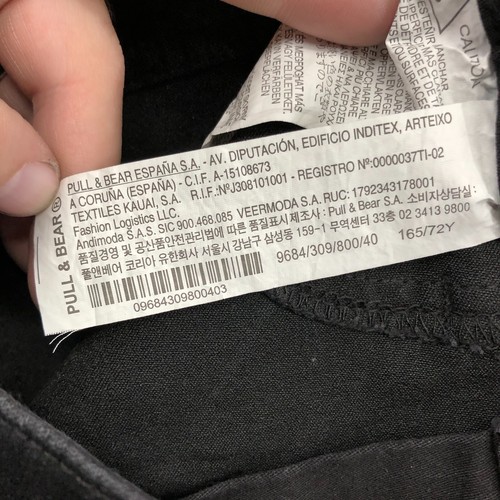 PULL & BEAR®
PULL & BEAR ESPAÑA S.A. - AV. DIPUTACIÓN, EDIFICIO INDITEX, ARTEIXO
A CORUÑA (ESPAÑA) - C.I.F. A-15108673
TEXTILES KAUAI, S.A. R.I.F.:NºJ308101001 - REGISTRO Nº:0000037TI-02
Fashion Logistics LLC.
Andimoda S.A.S. SIC 900.468.085 VEERMODA S.A. RUC: 1792343178001
품질경영 및 공산품안전관리법에 따른 품질표시 제조사 : Pull & Bear S.A. 소비자상담실:
풀앤베어 코리아 유한회사 서울시 강남구 삼성동 159-1 무역센터 33층 02 3413 9800
9684/309/800/40 165/72Y
09684309800403
CAUTION